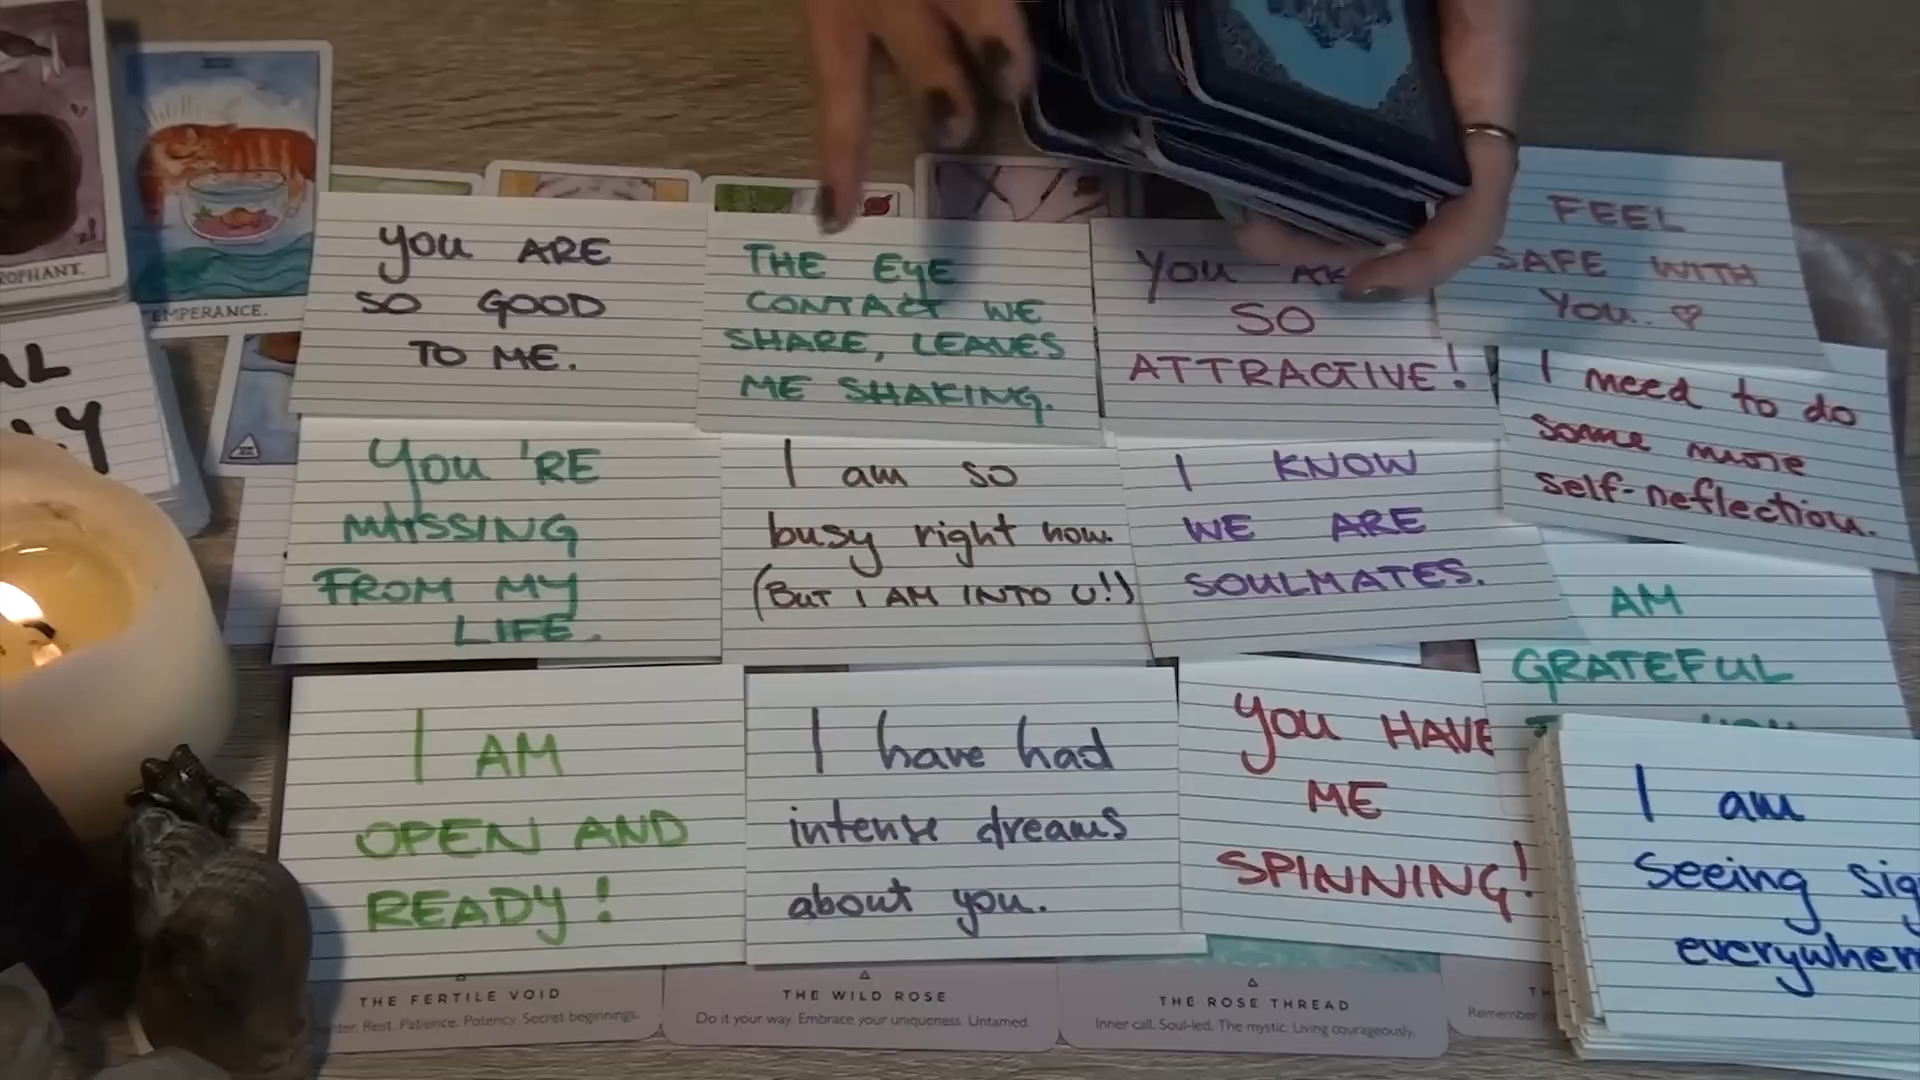 YOU ARE
SO GOOD
TO ME.
THE EYE
CONTACT WE
SHARE, LEAVES
ME SHAKING.
YOU
SO
ATTRACTIVE!
FEEL
SAFE WITH
YOU. ♡
YOU'RE
MISSING
FROM MY
LIFE.
I am so
busy right now.
(BUT I AM INTO U!!)
I KNOW
WE ARE
SOULMATES.
I need to do
some more
self-reflection.
I AM
OPEN AND
READY!
I have had
intense dreams
about you.
YOU HAVE
ME
SPINNING!
AM
GRATEFUL
I am
seeing
TEMPERANCE.
THE FERTILE VOID
Rest. Patience. Potency. Secret beginnings.
THE WILD ROSE
Do it your way. Embrace your uniqueness. Untamed.
THE ROSE THREAD
Inner call. Soul-led. The mystic. Living courageously.
Remember